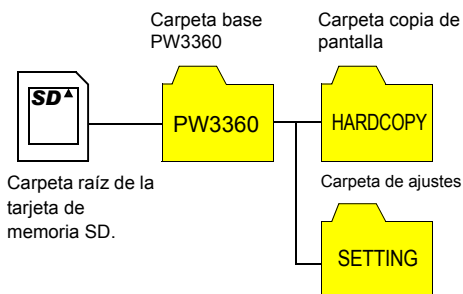 Carpeta base
PW3360
Carpeta copia de
pantalla
SD
PW3360
HARDCOPY
Carpeta raíz de la
tarjeta de
memoria SD.
Carpeta de ajustes
SETTING